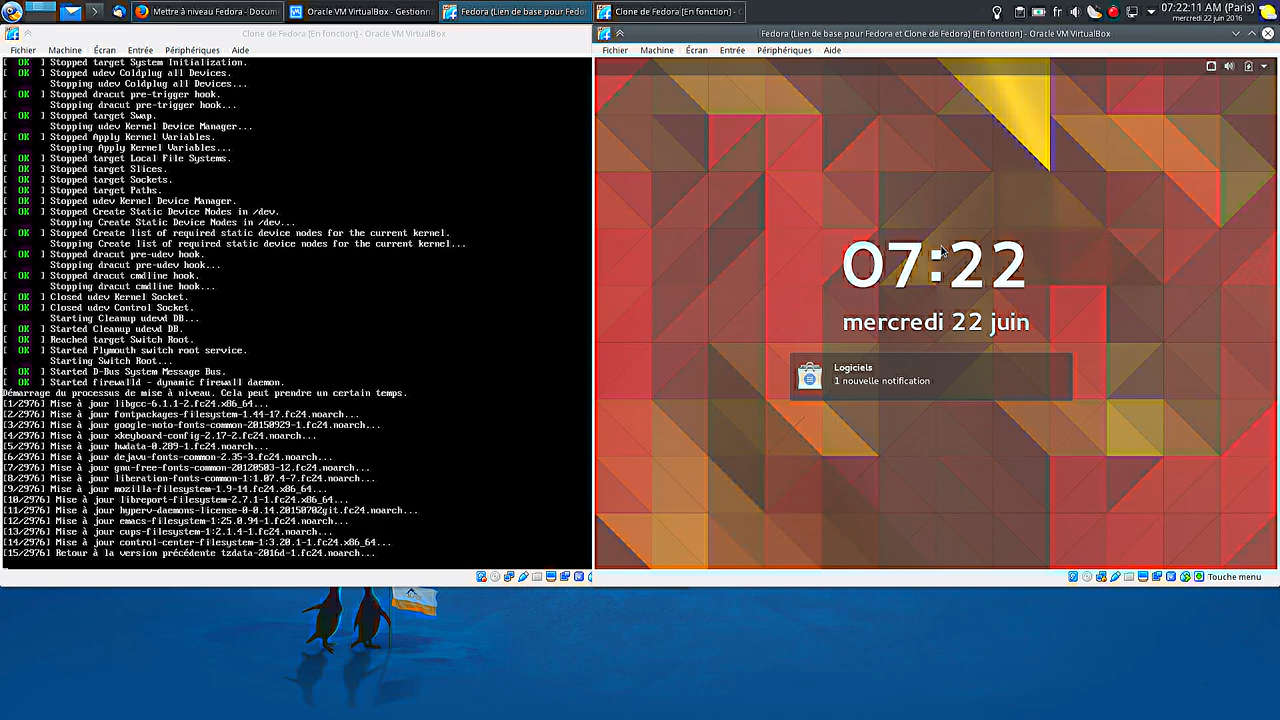 Mettre à niveau Fedora - Docum
Oracle VM VirtualBox - Gestionn
Fedora (Lien de base pour Fedo
Clone de Fedora [En fonction] - O
fr
07:22:11 AM (Paris)
mercredi 22 juin 2016
Clone de Fedora [En fonction] - Oracle VM VirtualBox
Fichier Machine Écran Entrée Périphériques Aide
[ OK ] Stopped target System Initialization.
[ OK ] Stopped udev Coldplug all Devices.
Stopping udev Coldplug all Devices...
[ OK ] Stopped dracut pre-trigger hook.
Stopping dracut pre-trigger hook...
[ OK ] Stopped target Swap.
Stopping udev Kernel Device Manager...
[ OK ] Stopped Apply Kernel Variables.
Stopping Apply Kernel Variables...
[ OK ] Stopped target Local File Systems.
[ OK ] Stopped target Slices.
[ OK ] Stopped target Sockets.
[ OK ] Stopped target Paths.
[ OK ] Stopped udev Kernel Device Manager.
[ OK ] Stopped Create Static Device Nodes in /dev.
Stopping Create Static Device Nodes in /dev...
[ OK ] Stopped Create list of required static device nodes for the current kernel.
Stopping Create list of required static device nodes for the current kernel...
[ OK ] Stopped dracut pre-udev hook.
Stopping dracut pre-udev hook...
[ OK ] Stopped dracut cmdline hook.
Stopping dracut cmdline hook...
[ OK ] Closed udev Kernel Socket.
[ OK ] Closed udev Control Socket.
Starting Cleanup udevd DB...
[ OK ] Started Cleanup udevd DB.
[ OK ] Reached target Switch Root.
[ OK ] Started Plymouth switch root service.
Starting Switch Root...
[ OK ] Started D-Bus System Message Bus.
[ OK ] Started firewalld - dynamic firewall daemon.
Démarrage du processus de mise à niveau. Cela peut prendre un certain temps.
[1/2976] Mise à jour libgcc-6.1.1-2.fc24.x86_64...
[2/2976] Mise à jour fontpackages-filesystem-1.44-17.fc24.noarch...
[3/2976] Mise à jour google-noto-fonts-common-20150929-1.fc24.noarch...
[4/2976] Mise à jour xkeyboard-config-2.17-2.fc24.noarch...
[5/2976] Mise à jour hwdata-0.289-1.fc24.noarch...
[6/2976] Mise à jour dejavu-fonts-common-2.35-3.fc24.noarch...
[7/2976] Mise à jour gnu-free-fonts-common-20120503-12.fc24.noarch...
[8/2976] Mise à jour liberation-fonts-common-1:1.07.4-7.fc24.noarch...
[9/2976] Mise à jour mozilla-filesystem-1.9-14.fc24.x86_64...
[10/2976] Mise à jour libreport-filesystem-2.7.1-1.fc24.x86_64...
[11/2976] Mise à jour hyperv-daemons-license-0-0.14.20150702git.fc24.noarch...
[12/2976] Mise à jour emacs-filesystem-1:25.0.94-1.fc24.noarch...
[13/2976] Mise à jour cups-filesystem-1:2.1.4-1.fc24.noarch...
[14/2976] Mise à jour control-center-filesystem-1:3.20.1-1.fc24.x86_64...
[15/2976] Retour à la version précédente tzdata-2016d-1.fc24.noarch...
Fedora (Lien de base pour Fedora et Clone de Fedora) [En fonction] - Oracle VM VirtualBox
Fichier Machine Écran Entrée Périphériques Aide
07:22
mercredi 22 juin
Logiciels
1 nouvelle notification
Touche menu